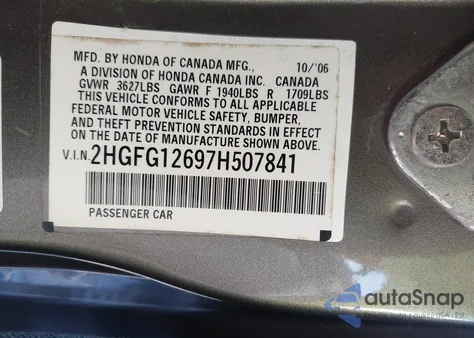 MFD. BY HONDA OF CANADA MFG., 10/'06
A DIVISION OF HONDA CANADA INC. CANADA
GVWR 3627LBS GAWR F 1940LBS R 1709LBS
THIS VEHICLE CONFORMS TO ALL APPLICABLE
FEDERAL MOTOR VEHICLE SAFETY, BUMPER,
AND THEFT PREVENTION STANDARDS IN EFFECT
ON THE DATE OF MANUFACTURE SHOWN ABOVE.
V.I.N. 2HGFG12697H507841
PASSENGER CAR
autoSnap